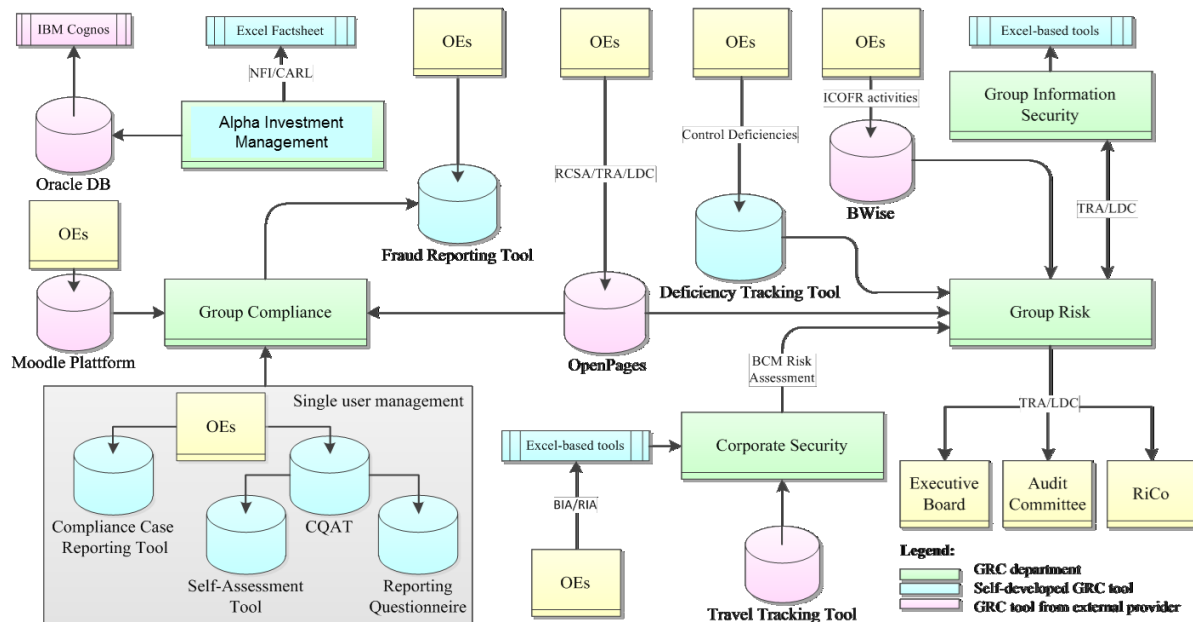 IBM Cognos
Excel Factsheet
OEs
OEs
OEs
OEs
Excel-based tools
NFI/CARL
ICOFR activities
Group Information
Security
Alpha Investment
Management
Control Deficiencies
Oracle DB
RCSA/TRA/LDC
BWise
TRA/LDC
OEs
Fraud Reporting Tool
Deficiency Tracking Tool
Group Compliance
Group Risk
Moodle Plattform
OpenPages
BCM Risk
Assessment
Single user management
OEs
TRA/LDC
Excel-based tools
Corporate Security
Executive
Board
Audit
Committee
RiCo
CQAT
Compliance Case
Reporting Tool
BIA/RIA
Self-Assessment
Tool
Reporting
Questionneire
OEs
Travel Tracking Tool
Legend:
GRC department
Self-developed GRC tool
GRC tool from external provider